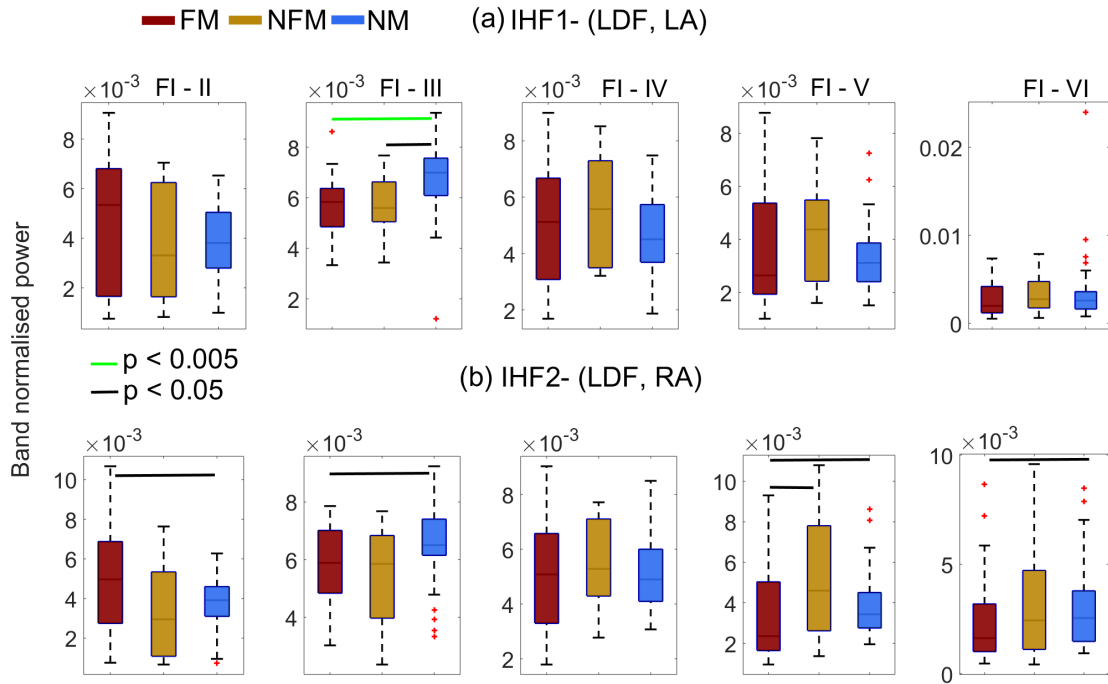 FM NFM NM (a) IHF1- (LDF, LA)
×10⁻³ FI - II ×10⁻³ FI - III ×10⁻³ FI - IV ×10⁻³ FI - V FI - VI
8 6 4 2
8 6 4 2
8 6 4 2
8 6 4 2
0.02 0.01 0
Band normalised power
p < 0.005
p < 0.05
(b) IHF2- (LDF, RA)
×10⁻³ ×10⁻³ ×10⁻³ ×10⁻³ ×10⁻³
10 8 6 4 2
8 6 4
8 6 4 2
10 8 6 4 2 0
10 5 0